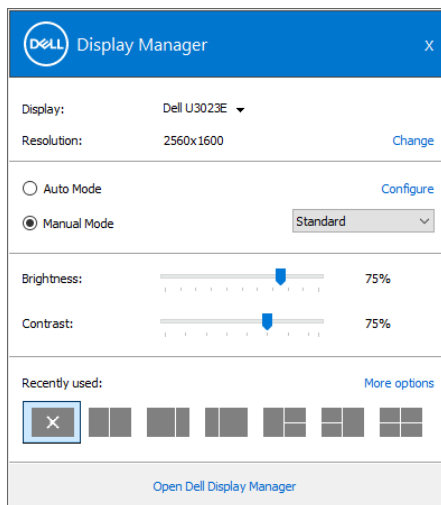 DELL Display Manager X
Display: Dell U3023E
Resolution: 2560x1600 Change
Auto Mode Configure
Manual Mode Standard
Brightness: 75%
Contrast: 75%
Recently used: More options
Open Dell Display Manager